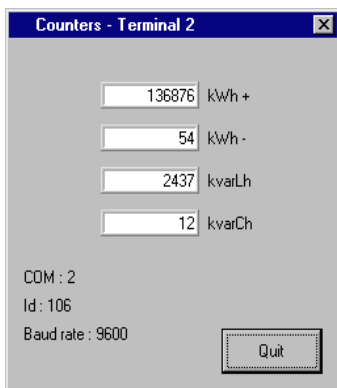 Counters - Terminal 2
136876 kWh +
54 kWh -
2437 kvarLh
12 kvarCh
COM : 2
Id : 106
Baud rate : 9600
Quit